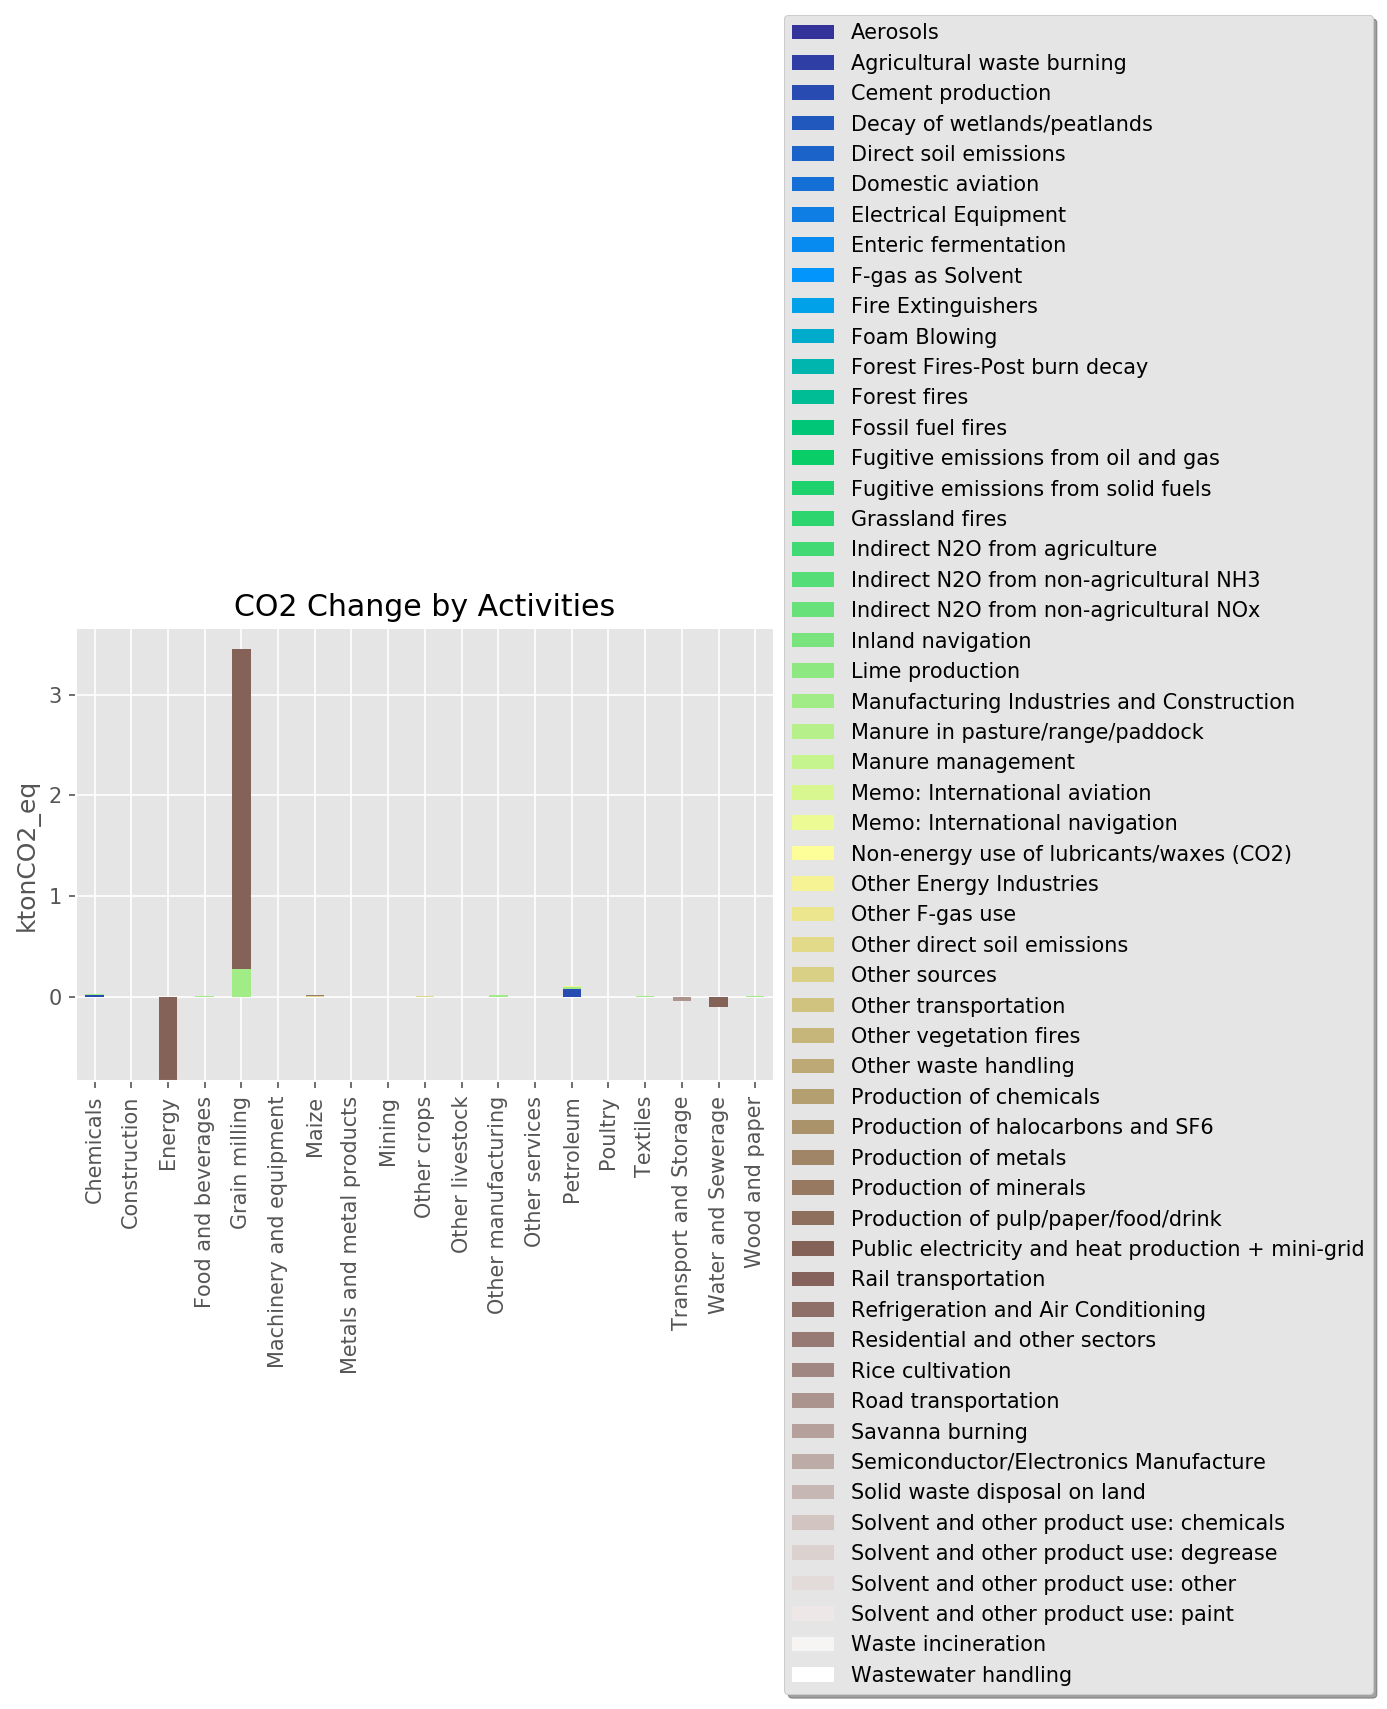 CO2 Change by Activities
ktonCO2_eq
3
2
1
0
Chemicals
Construction
Energy
Food and beverages
Grain milling
Machinery and equipment
Maize
Metals and metal products
Mining
Other crops
Other livestock
Other manufacturing
Other services
Petroleum
Poultry
Textiles
Transport and Storage
Water and Sewerage
Wood and paper
Aerosols
Agricultural waste burning
Cement production
Decay of wetlands/peatlands
Direct soil emissions
Domestic aviation
Electrical Equipment
Enteric fermentation
F-gas as Solvent
Fire Extinguishers
Foam Blowing
Forest Fires-Post burn decay
Forest fires
Fossil fuel fires
Fugitive emissions from oil and gas
Fugitive emissions from solid fuels
Grassland fires
Indirect N2O from agriculture
Indirect N2O from non-agricultural NH3
Indirect N2O from non-agricultural NOx
Inland navigation
Lime production
Manufacturing Industries and Construction
Manure in pasture/range/paddock
Manure management
Memo: International aviation
Memo: International navigation
Non-energy use of lubricants/waxes (CO2)
Other Energy Industries
Other F-gas use
Other direct soil emissions
Other sources
Other transportation
Other vegetation fires
Other waste handling
Production of chemicals
Production of halocarbons and SF6
Production of metals
Production of minerals
Production of pulp/paper/food/drink
Public electricity and heat production + mini-grid
Rail transportation
Refrigeration and Air Conditioning
Residential and other sectors
Rice cultivation
Road transportation
Savanna burning
Semiconductor/Electronics Manufacture
Solid waste disposal on land
Solvent and other product use: chemicals
Solvent and other product use: degrease
Solvent and other product use: other
Solvent and other product use: paint
Waste incineration
Wastewater handling